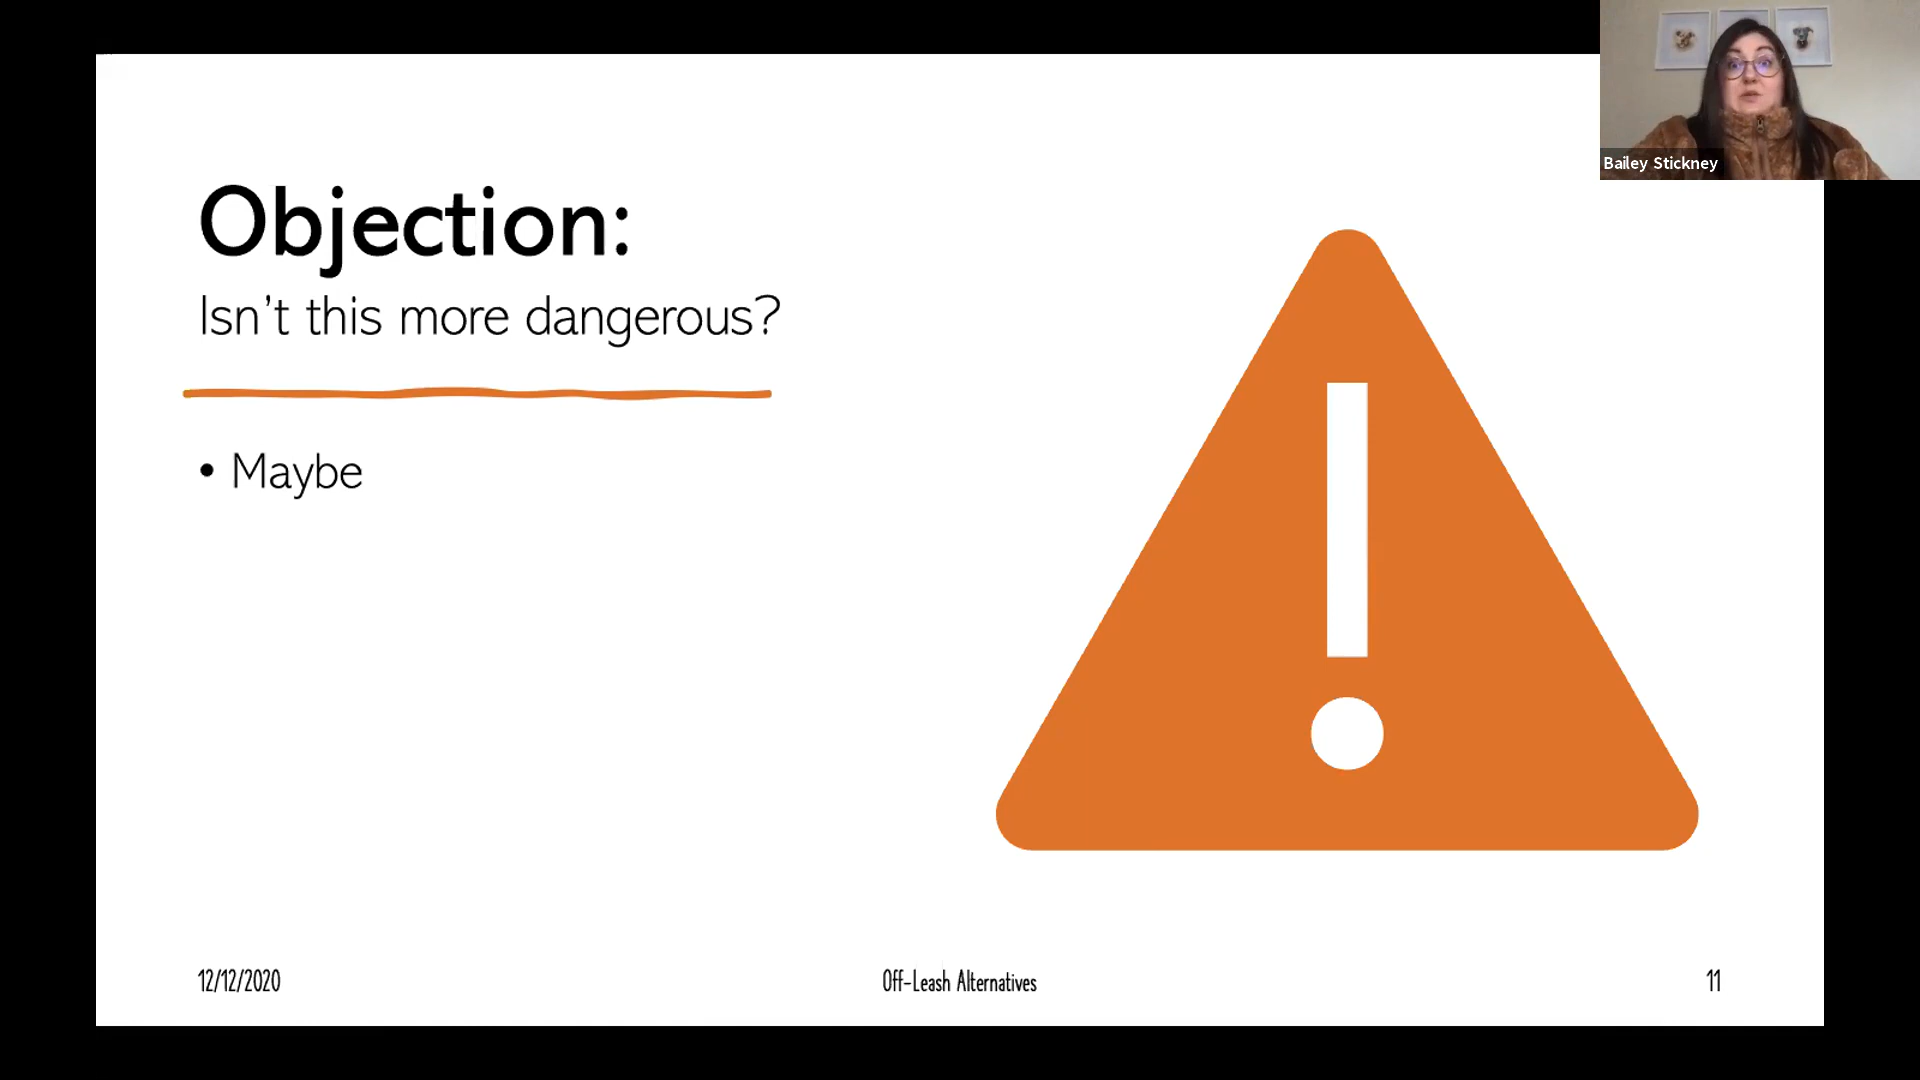 Bailey Stickney
Objection:
Isn't this more dangerous?
• Maybe
12/12/2020
Off-Leash Alternatives
11